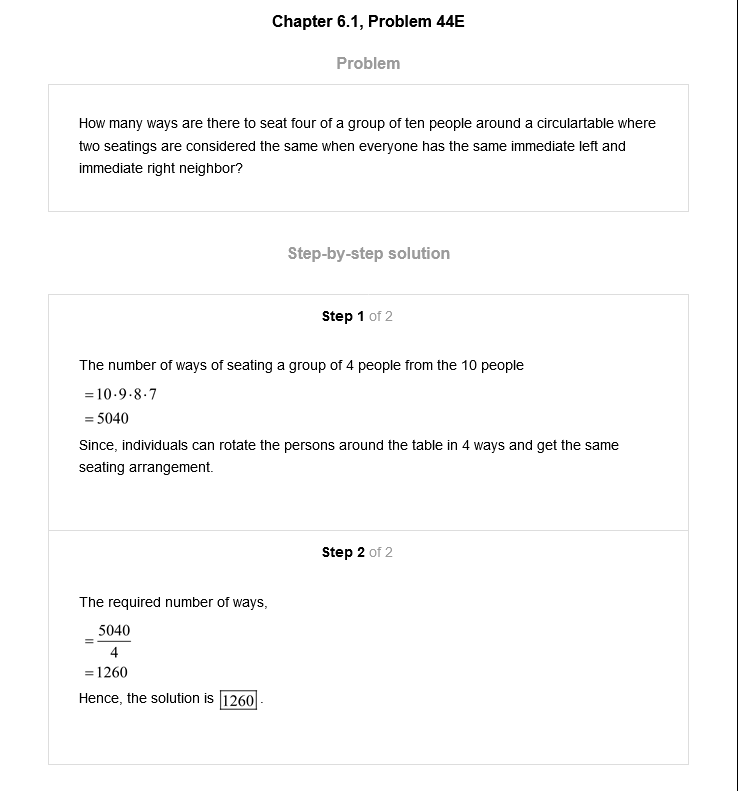 Chapter 6.1, Problem 44E
Problem
How many ways are there to seat four of a group of ten people around a circulartable where
two seatings are considered the same when everyone has the same immediate left and
immediate right neighbor?
Step-by-step solution
Step 1 of 2
The number of ways of seating a group of 4 people from the 10 people
=10·9·8·7
=5040
Since, individuals can rotate the persons around the table in 4 ways and get the same
seating arrangement.
Step 2 of 2
The required number of ways,
=5040/4
=1260
Hence, the solution is 1260.